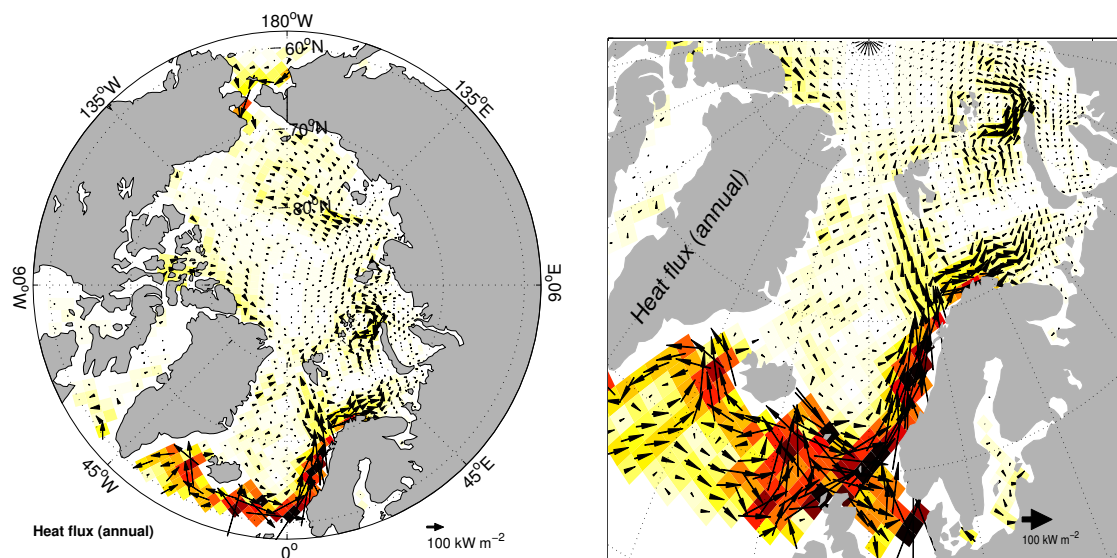 180°W
60°N
135°W
135°E
70°N
80°N
90°W
90°E
45°W
45°E
0°
Heat flux (annual)
100 kW m⁻²
Heat flux (annual)
100 kW m⁻²